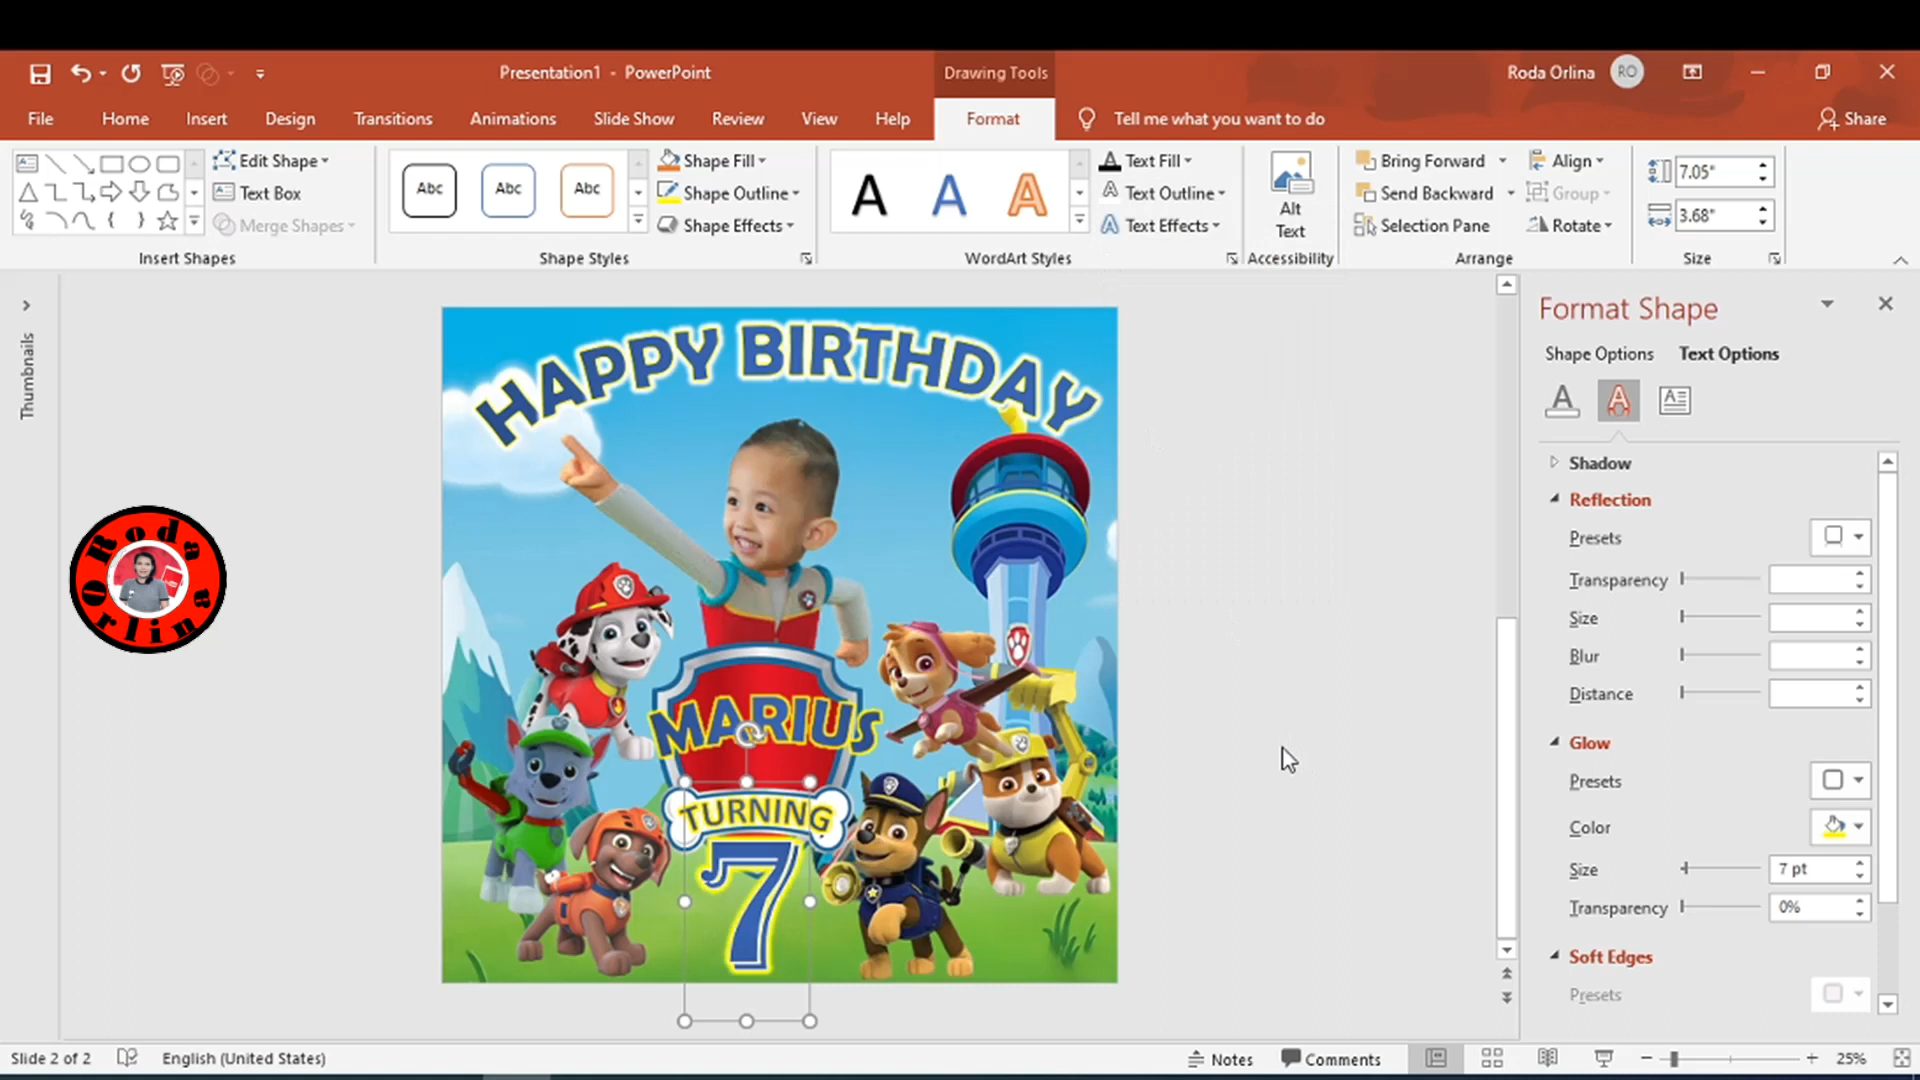 Presentation1 - PowerPoint
Drawing Tools
Roda Orlina
RO
File Home Insert Design Transitions Animations Slide Show Review View Help Format Tell me what you want to do Share
Edit Shape
Text Box
Merge Shapes
Insert Shapes
Abc Abc Abc
Shape Fill
Shape Outline
Shape Effects
Shape Styles
A A A
Text Fill
Text Outline
Text Effects
WordArt Styles
Alt
Text
Accessibility
Bring Forward
Send Backward
Selection Pane
Align
Group
Rotate
Arrange
7.05"
3.68"
Size
Thumbnails
HAPPY BIRTHDAY
MARIUS
TURNING
7
Roda
Orlina
Format Shape
Shape Options Text Options
Shadow
Reflection
Presets
Transparency
Size
Blur
Distance
Glow
Presets
Color
Size 7 pt
Transparency 0%
Soft Edges
Presets
Slide 2 of 2 English (United States) Notes Comments 25%